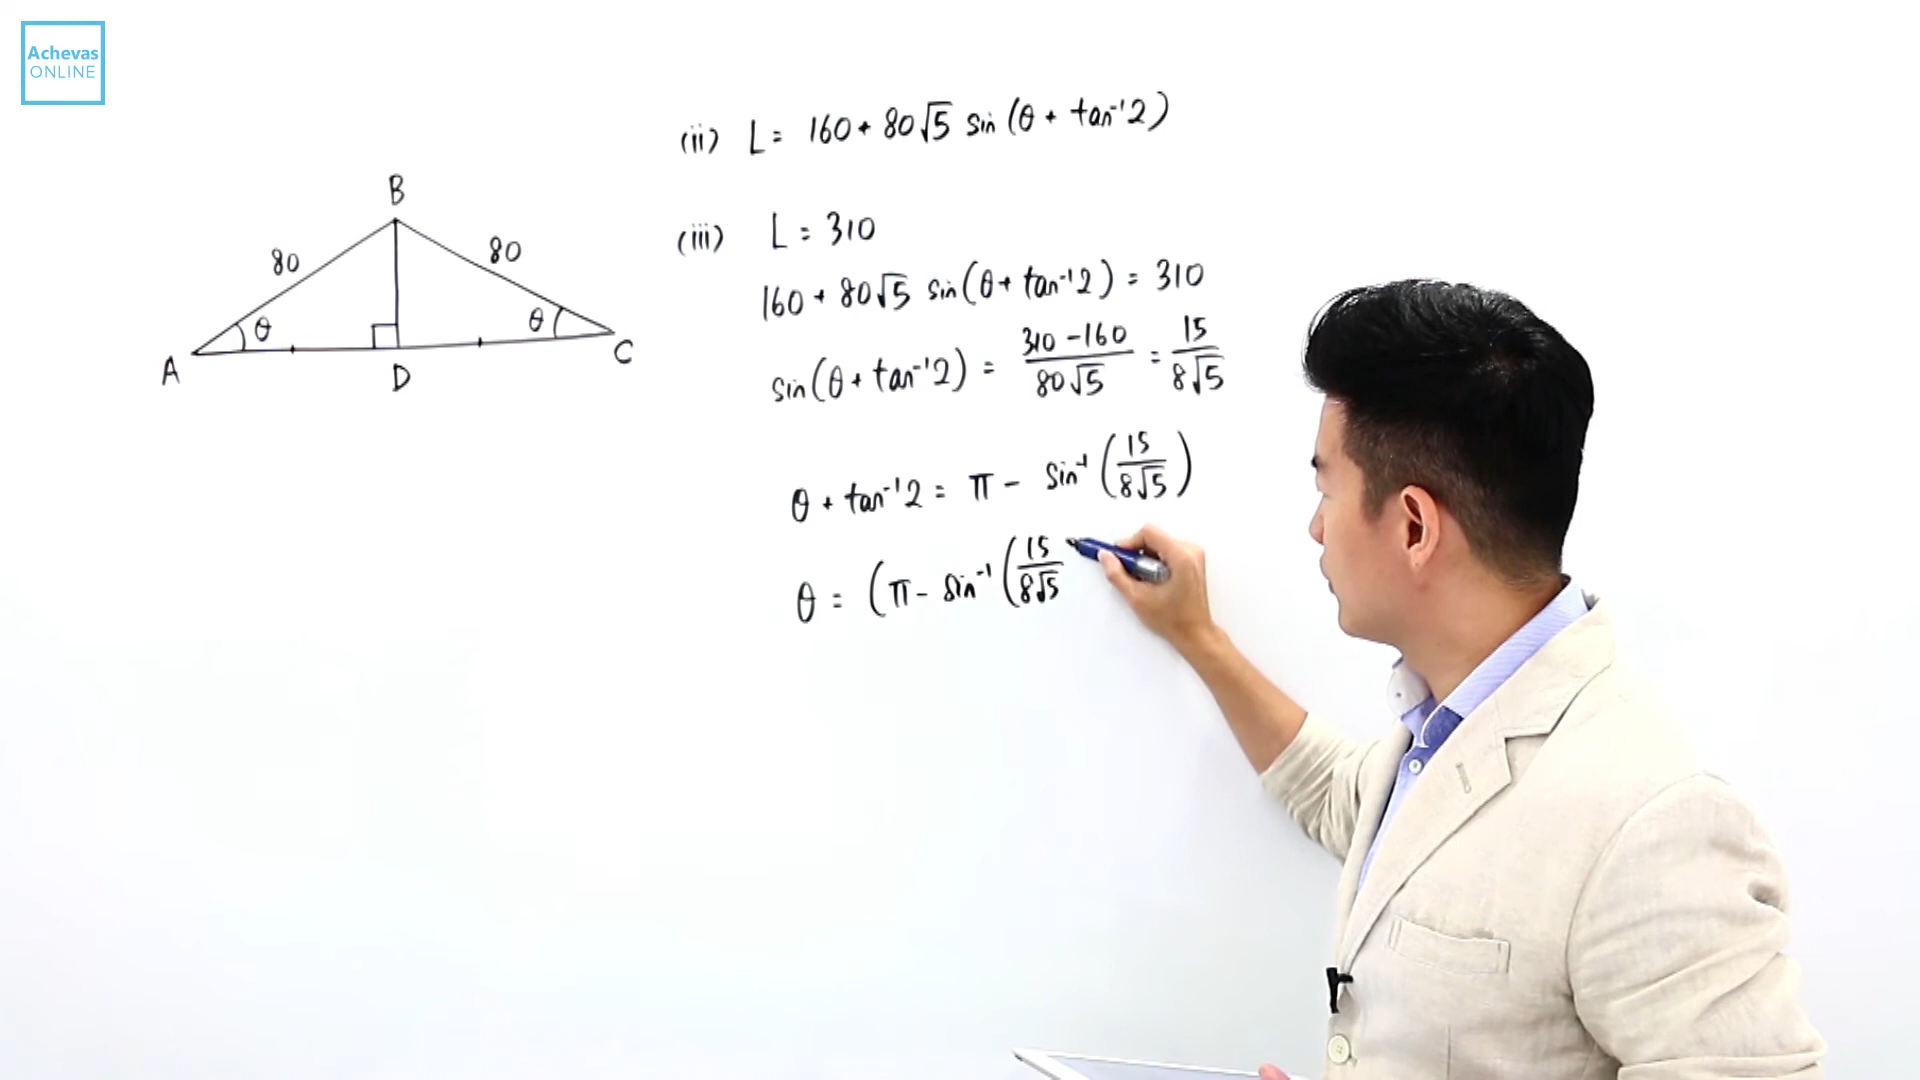 Achevas
ONLINE
(ii) L = 160 + 80√5 sin (θ + tan⁻¹2)
B
80
80
θ
θ
A
D
C
(iii) L = 310
160 + 80√5 sin(θ + tan⁻¹2) = 310
sin(θ + tan⁻¹2) = (310 - 160)/(80√5) = 15/(8√5)
θ + tan⁻¹2 = π - sin⁻¹(15/(8√5))
θ = (π - sin⁻¹(15/8√5